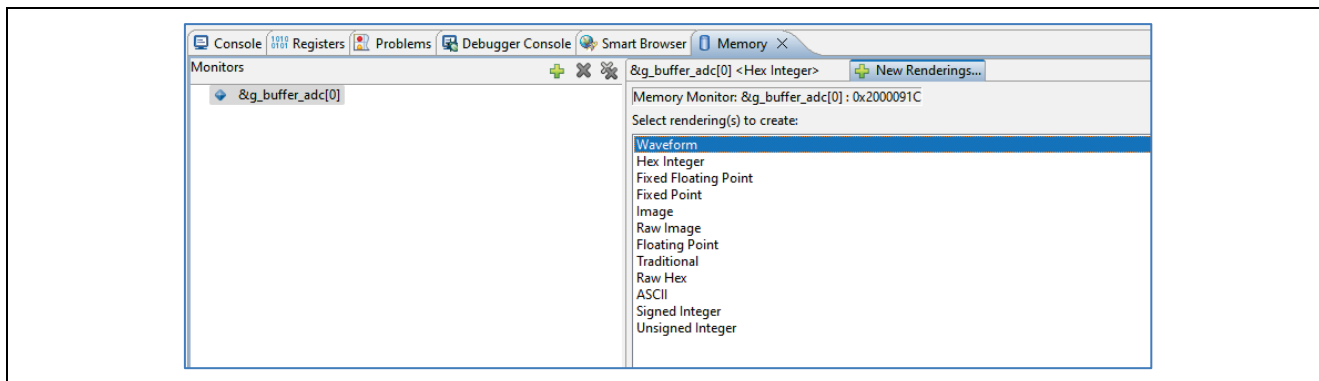 Console Registers Problems Debugger Console Smart Browser Memory
Monitors
&g_buffer_adc[0]
&g_buffer_adc[0] <Hex Integer> New Renderings...
Memory Monitor: &g_buffer_adc[0] : 0x2000091C
Select rendering(s) to create:
Waveform
Hex Integer
Fixed Floating Point
Fixed Point
Image
Raw Image
Floating Point
Traditional
Raw Hex
ASCII
Signed Integer
Unsigned Integer